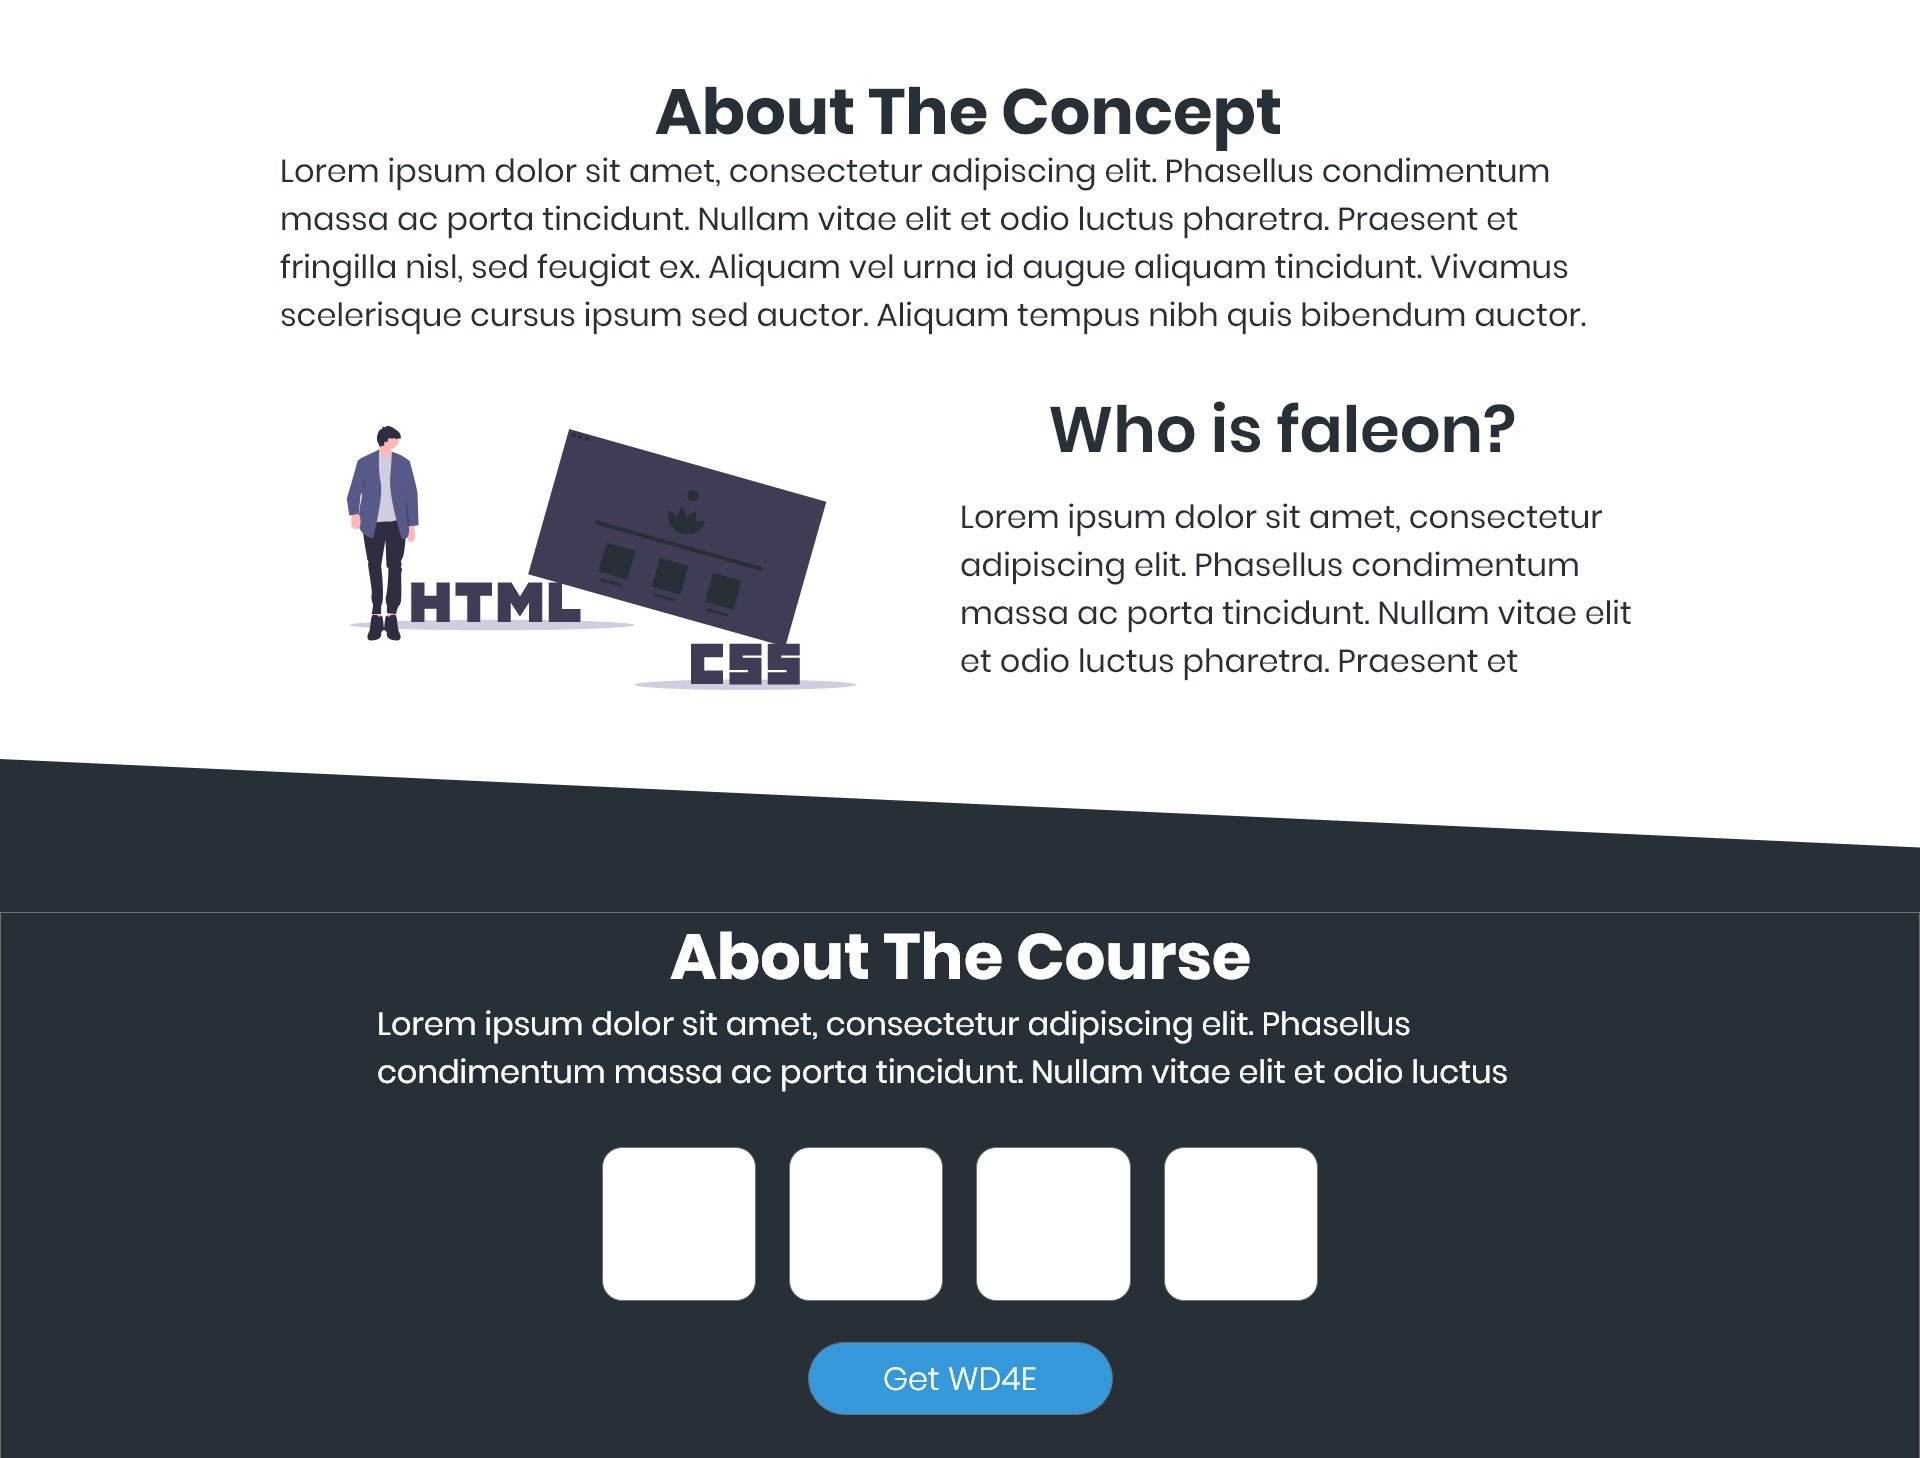 About The Concept
Lorem ipsum dolor sit amet, consectetur adipiscing elit. Phasellus condimentum
massa ac porta tincidunt. Nullam vitae elit et odio luctus pharetra. Praesent et
fringilla nisl, sed feugiat ex. Aliquam vel urna id augue aliquam tincidunt. Vivamus
scelerisque cursus ipsum sed auctor. Aliquam tempus nibh quis bibendum auctor.
HTML
CSS
Who is faleon?
Lorem ipsum dolor sit amet, consectetur
adipiscing elit. Phasellus condimentum
massa ac porta tincidunt. Nullam vitae elit
et odio luctus pharetra. Praesent et
About The Course
Lorem ipsum dolor sit amet, consectetur adipiscing elit. Phasellus
condimentum massa ac porta tincidunt. Nullam vitae elit et odio luctus
Get WD4E